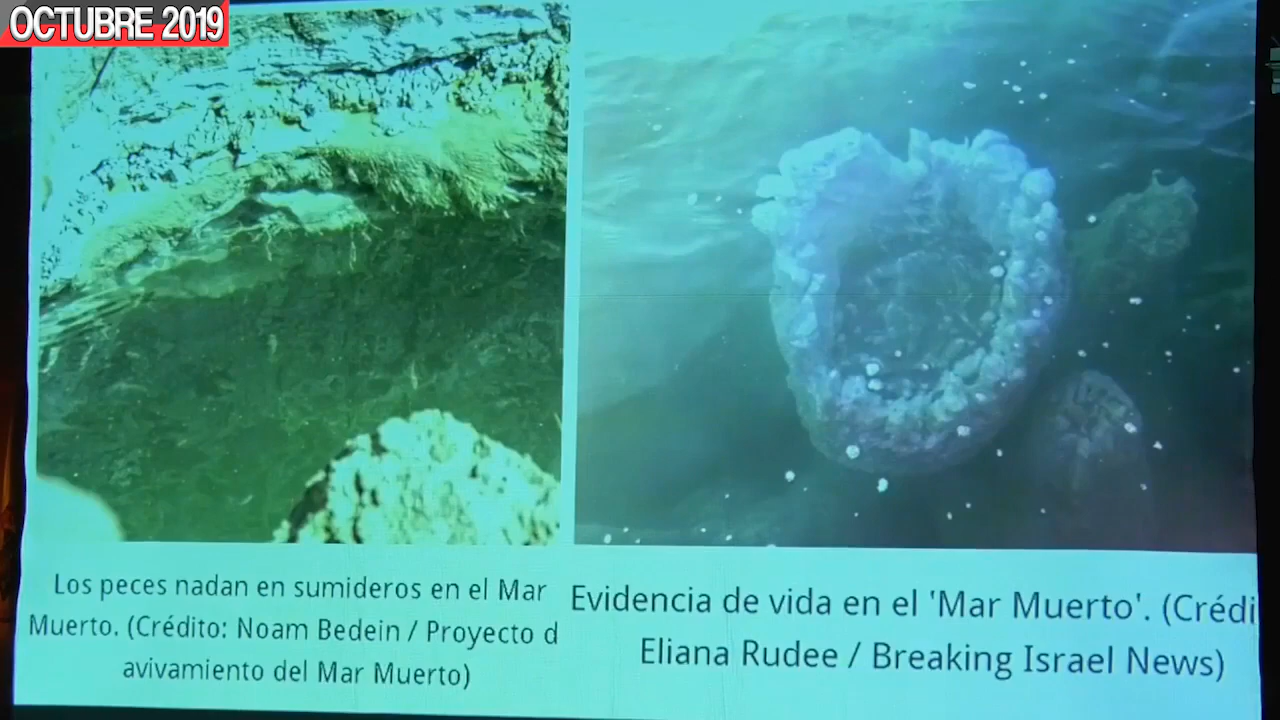 OCTUBRE 2019
Los peces nadan en sumideros en el Mar
Muerto. (Crédito: Noam Bedein / Proyecto d
avivamiento del Mar Muerto)
Evidencia de vida en el 'Mar Muerto'. (Crédi
Eliana Rudee / Breaking Israel News)